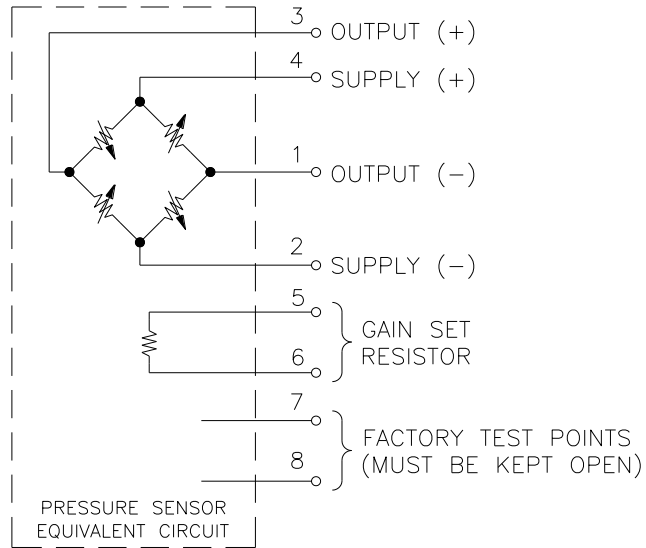 3 OUTPUT (+)
4 SUPPLY (+)
1 OUTPUT (-)
2 SUPPLY (-)
5
GAIN SET
RESISTOR
6
7
FACTORY TEST POINTS
(MUST BE KEPT OPEN)
8
PRESSURE SENSOR
EQUIVALENT CIRCUIT